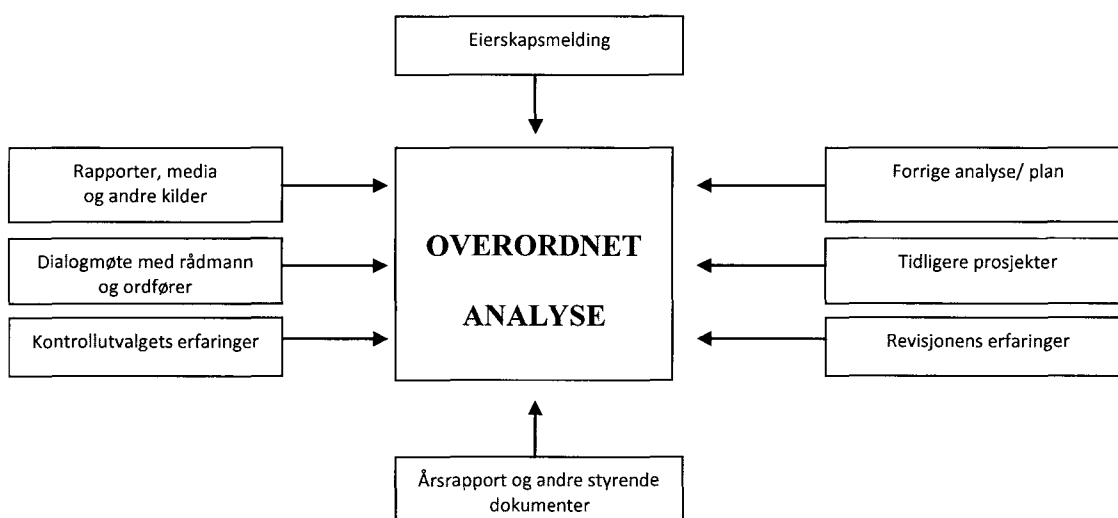 Eierskapsmelding
Rapporter, media
og andre kilder
Forrige analyse/ plan
OVERORDNET
ANALYSE
Dialogmøte med rådmann
og ordfører
Tidligere prosjekter
Kontrollutvalgets erfaringer
Revisjonens erfaringer
Årsrapport og andre styrende
dokumenter